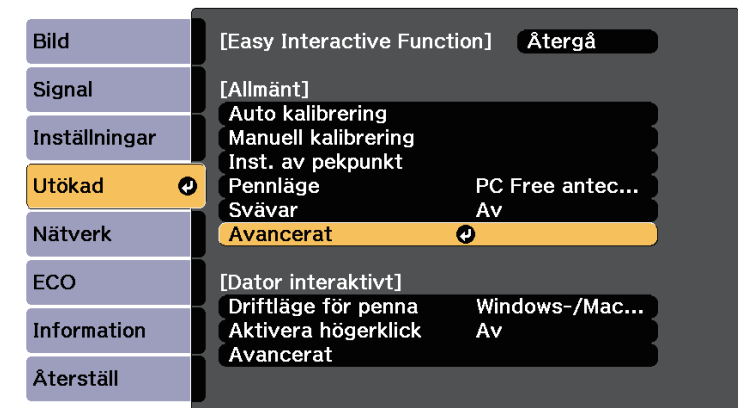 Bild
Signal
Inställningar
Utökad
Nätverk
ECO
Information
Återställ
[Easy Interactive Function] Återgå
[Allmänt]
Auto kalibrering
Manuell kalibrering
Inst. av pekpunkt
Pennläge PC Free antec...
Svävar Av
Avancerat
[Dator interaktivt]
Driftläge för penna Windows-/Mac...
Aktivera högerklick Av
Avancerat